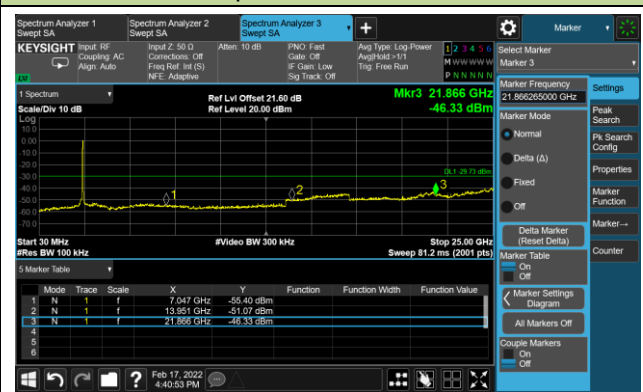 Spectrum Analyzer 1
Swept SA
Spectrum Analyzer 2
Swept SA
Spectrum Analyzer 3
Swept SA
Marker
KEYSIGHT
Input: RF
Coupling: AC
Align: Auto
Input Z: 50 Ω
Corrections: Off
Freq Ref: Int (S)
NFE: Adaptive
Atten: 10 dB
PNO: Fast
Gate: Off
IF Gain: Low
Sig Track: Off
Avg Type: Log-Power
Avg|Hold:>1/1
Trig: Free Run
1 2 3 4 5 6
M W W W W W
P N N N N N
Select Marker
Marker 3
1 Spectrum
Scale/Div 10 dB
Ref Lvl Offset 21.60 dB
Ref Level 20.00 dBm
Mkr3 21.866 GHz
-46.33 dBm
Log
10.0
0.00
-10.0
-20.0
-30.0
-40.0
-50.0
-60.0
-70.0
DL1 -29.73 dBm
1
2
3
Start 30 MHz
#Res BW 100 kHz
#Video BW 300 kHz
Stop 25.00 GHz
Sweep 81.2 ms (2001 pts)
5 Marker Table
Mode Trace Scale X Y Function Function Width Function Value
1 N 1 f 7.047 GHz -55.40 dBm
2 N 1 f 13.951 GHz -51.07 dBm
3 N 1 f 21.866 GHz -46.33 dBm
4
5
6
Marker Frequency
21.866265000 GHz
Marker Mode
Normal
Delta (Δ)
Fixed
Off
Delta Marker
(Reset Delta)
Marker Table
On
Off
Marker Settings
Diagram
All Markers Off
Couple Markers
On
Off
Settings
Peak
Search
Pk Search
Config
Properties
Marker
Function
Marker→
Counter
Feb 17, 2022
4:40:53 PM